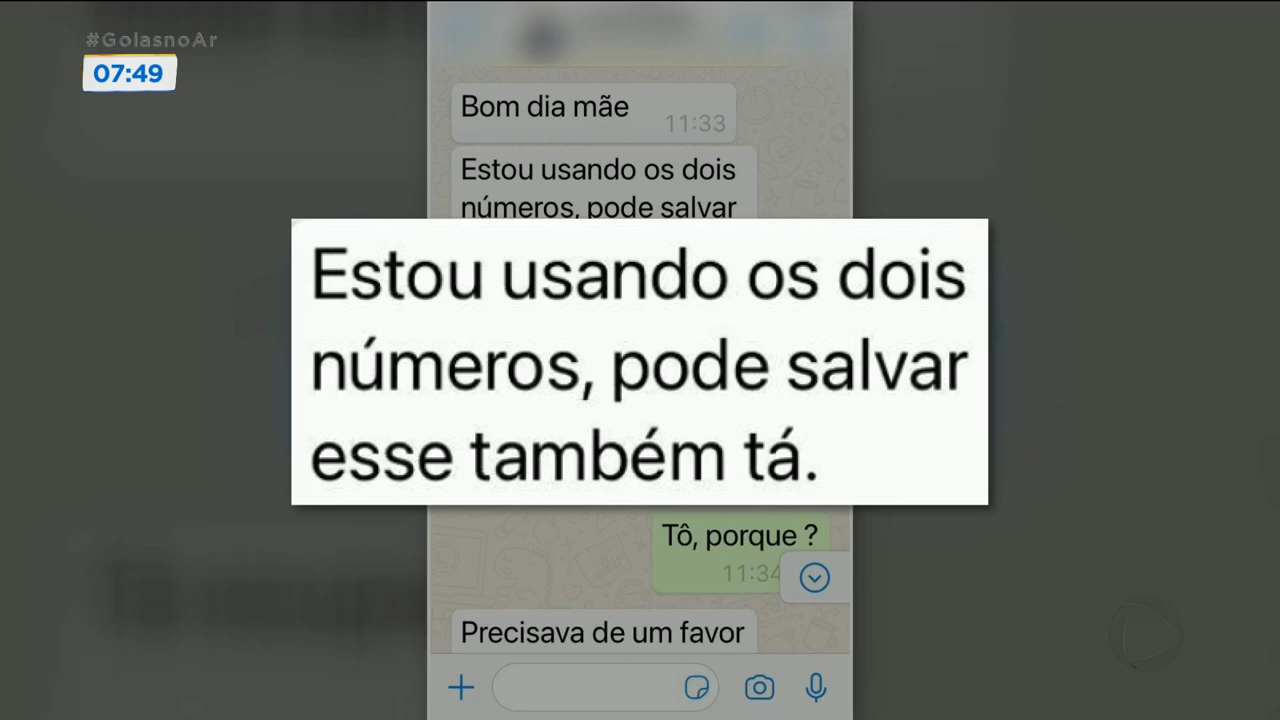 #GoiasnoAr
07:49
Bom dia mãe
11:33
Estou usando os dois
números, pode salvar
Estou usando os dois
números, pode salvar
esse também tá.
Tô, porque ?
11:34
Precisava de um favor